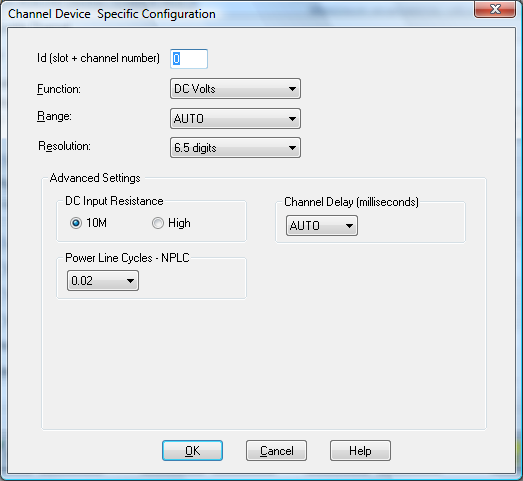 Channel Device  Specific Configuration
Id (slot + channel number) 0
Function: DC Volts
Range: AUTO
Resolution: 6.5 digits
Advanced Settings
DC Input Resistance
10M High
Channel Delay (milliseconds)
AUTO
Power Line Cycles - NPLC
0.02
OK Cancel Help